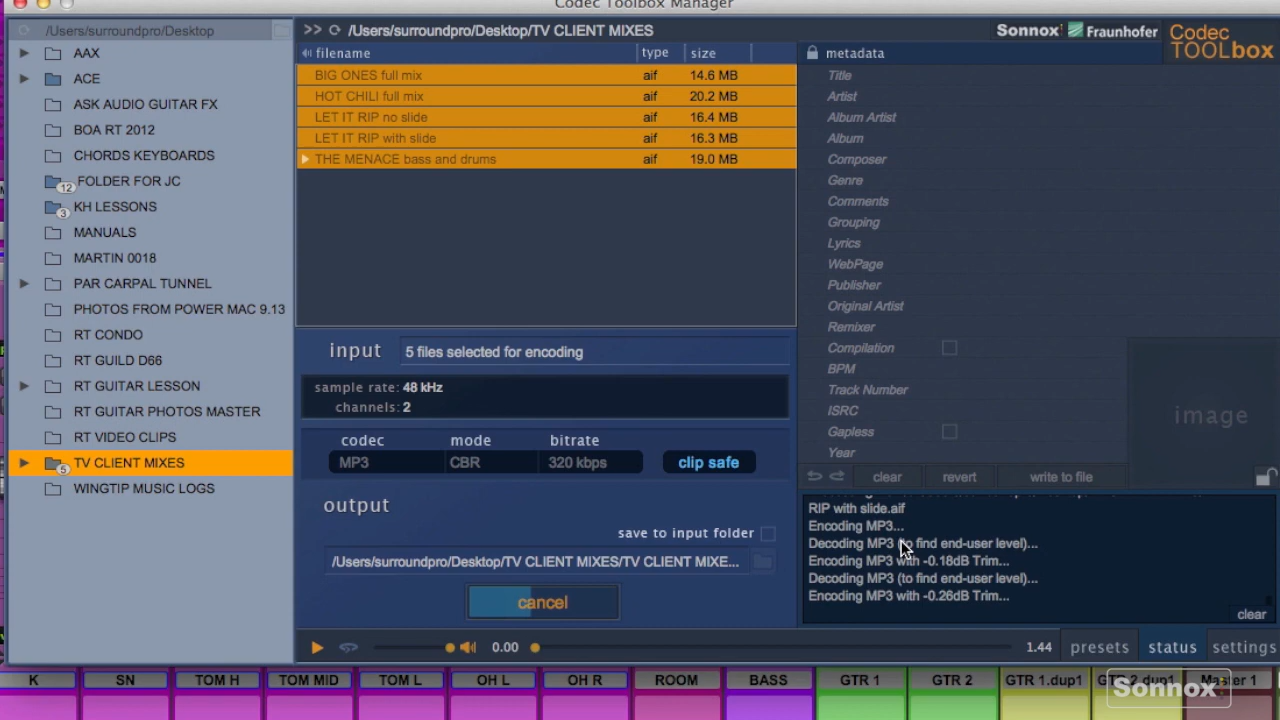 Codec Toolbox Manager
/Users/surroundpro/Desktop
AAX
ACE
ASK AUDIO GUITAR FX
BOA RT 2012
CHORDS KEYBOARDS
12 FOLDER FOR JC
3 KH LESSONS
MANUALS
MARTIN 0018
PAR CARPAL TUNNEL
PHOTOS FROM POWER MAC 9.13
RT CONDO
RT GUILD D66
RT GUITAR LESSON
RT GUITAR PHOTOS MASTER
RT VIDEO CLIPS
5 TV CLIENT MIXES
WINGTIP MUSIC LOGS
>> /Users/surroundpro/Desktop/TV CLIENT MIXES
filename type size
BIG ONES full mix aif 14.6 MB
HOT CHILI full mix aif 20.2 MB
LET IT RIP no slide aif 16.4 MB
LET IT RIP with slide aif 16.3 MB
THE MENACE bass and drums aif 19.0 MB
input 5 files selected for encoding
sample rate: 48 kHz
channels: 2
codec mode bitrate
MP3 CBR 320 kbps clip safe
output
save to input folder
/Users/surroundpro/Desktop/TV CLIENT MIXES/TV CLIENT MIXE...
cancel
0.00 1.44
Sonnox Fraunhofer
Codec
TOOLbox
metadata
Title
Artist
Album Artist
Album
Composer
Genre
Comments
Grouping
Lyrics
WebPage
Publisher
Original Artist
Remixer
Compilation
BPM
Track Number
ISRC
Gapless
Year
image
clear revert write to file
RIP with slide.aif
Encoding MP3...
Decoding MP3 (to find end-user level)...
Encoding MP3 with -0.18dB Trim...
Decoding MP3 (to find end-user level)...
Encoding MP3 with -0.26dB Trim...
clear
presets status settings
K SN TOM H TOM MID TOM L OH L OH R ROOM BASS GTR 1 GTR 2 GTR 1.dup1 GTR 2.dup1 Master 1
Sonnox